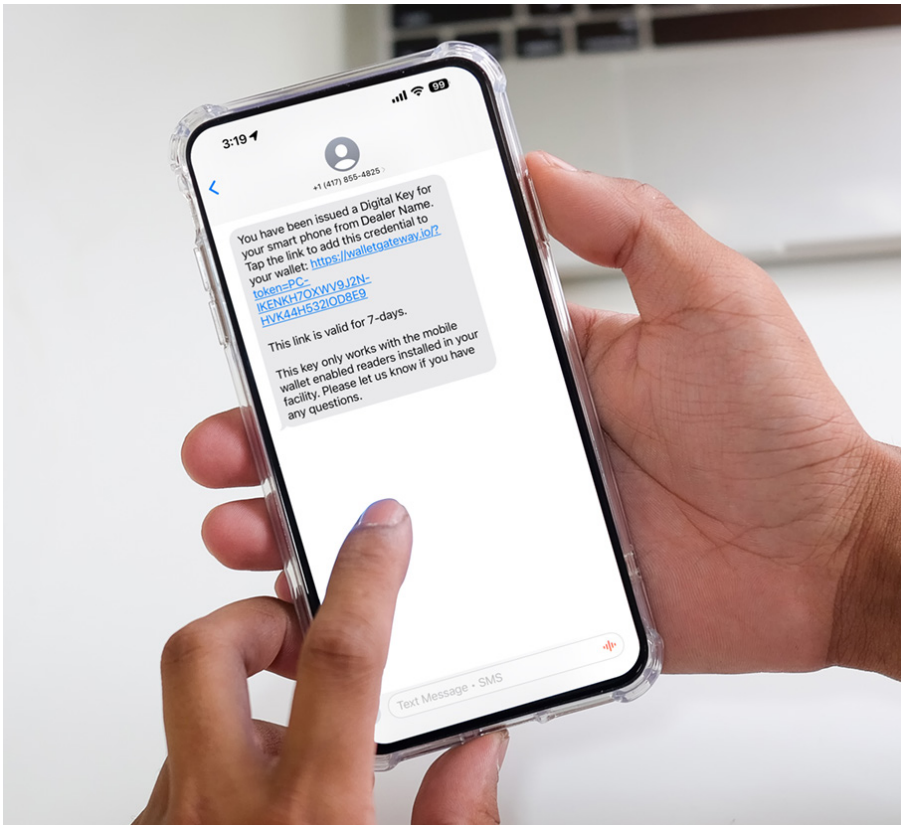 3:19
99
+1 (417) 855-4825
You have been issued a Digital Key for
your smart phone from Dealer Name.
Tap the link to add this credential to
your wallet: https://walletgateway.io/?
token=PC-
IKENKH7OXWV9J2N-
HVK44H532IOD8E9
This link is valid for 7-days.
This key only works with the mobile
wallet enabled readers installed in your
facility. Please let us know if you have
any questions.
Text Message • SMS